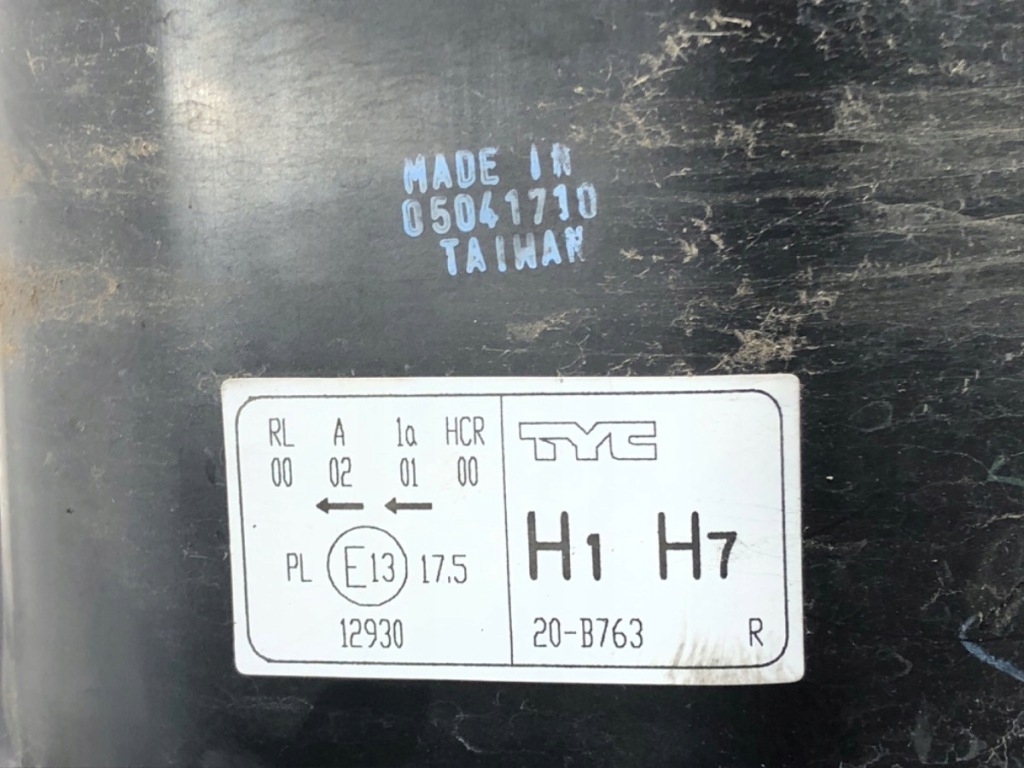 MADE IN
05041710
TAIWAN
RL A 1a HCR
00 02 01 00
PL E13 17.5
12930
TYC
H1 H7
20-B763 R